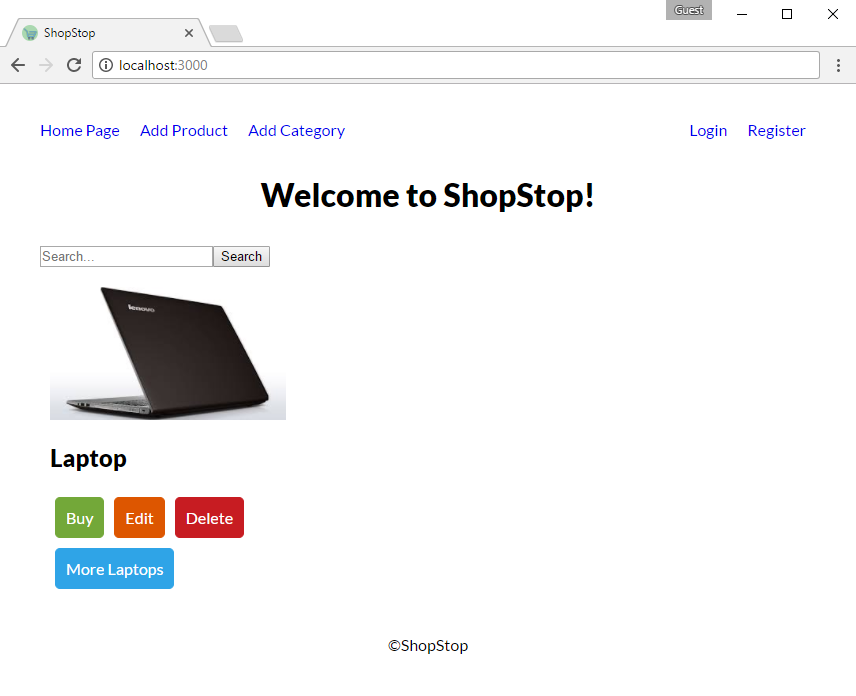 Guest
ShopStop
localhost:3000
Home Page Add Product Add Category Login Register
Welcome to ShopStop!
Search... Search
lenovo
Laptop
Buy Edit Delete
More Laptops
©ShopStop